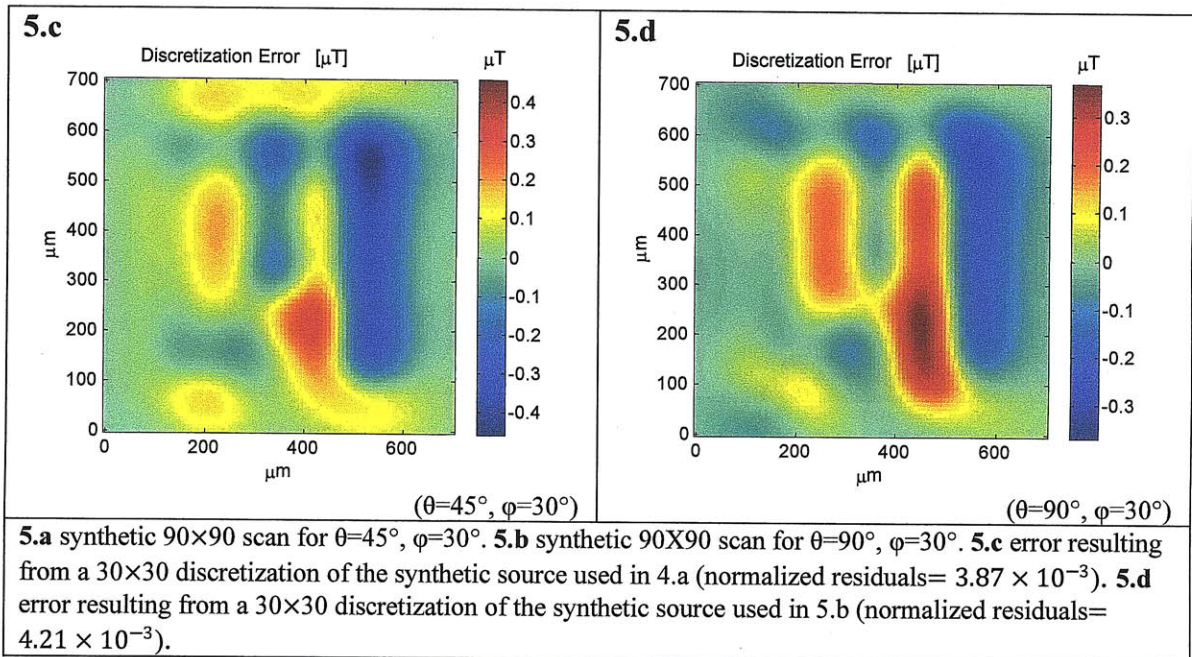 5.c
Discretization Error [µT]
µT
700
600
500
400
300
200
100
0
µm
0 200 400 600
µm
0.4
0.3
0.2
0.1
0
-0.1
-0.2
-0.3
-0.4
(θ=45°, φ=30°)
5.d
Discretization Error [µT]
µT
700
600
500
400
300
200
100
0
µm
0 200 400 600
µm
0.3
0.2
0.1
0
-0.1
-0.2
-0.3
(θ=90°, φ=30°)
5.a synthetic 90×90 scan for θ=45°, φ=30°. 5.b synthetic 90X90 scan for θ=90°, φ=30°. 5.c error resulting
from a 30×30 discretization of the synthetic source used in 4.a (normalized residuals= 3.87 × 10⁻³). 5.d
error resulting from a 30×30 discretization of the synthetic source used in 5.b (normalized residuals=
4.21 × 10⁻³).